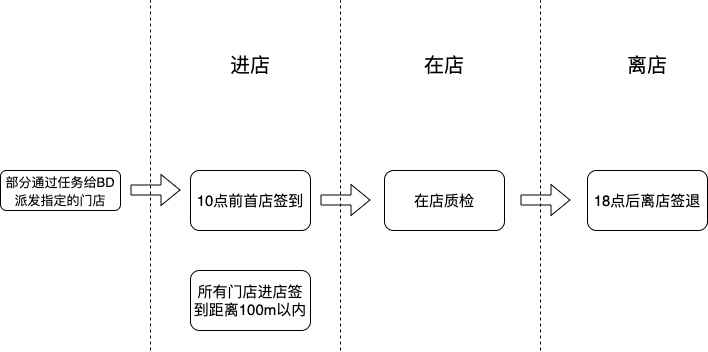 进店
在店
离店
部分通过任务给BD
派发指定的门店
10点前首店签到
在店质检
18点后离店签退
所有门店进店签
到距离100m以内